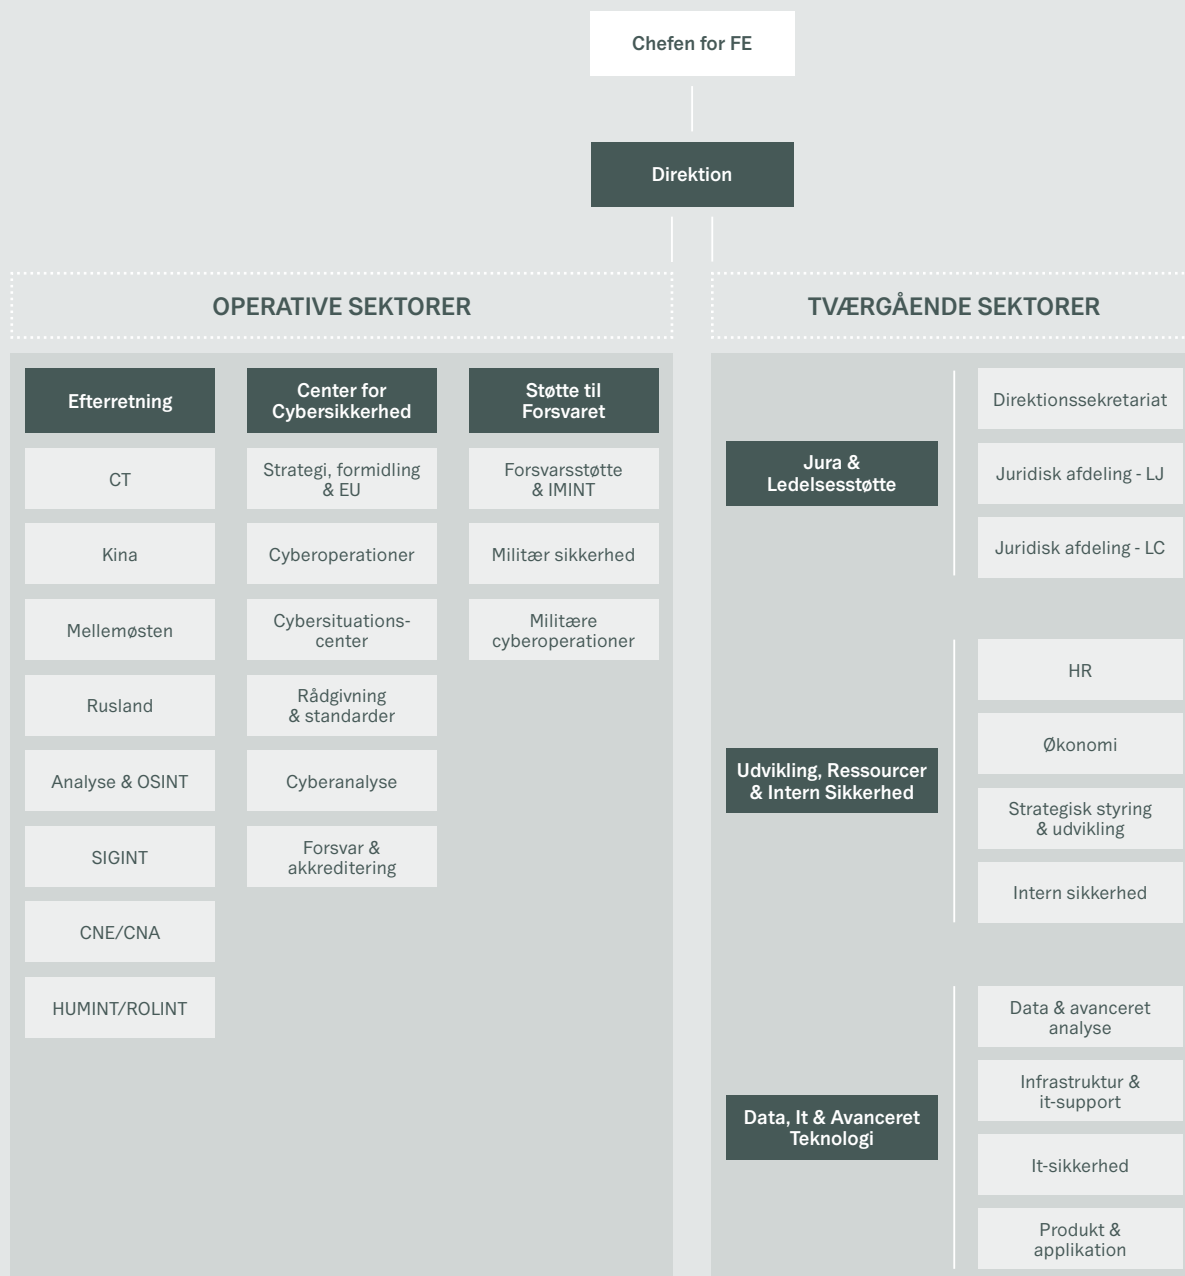 Chefen for FE
Direktion
OPERATIVE SEKTORER
Efterretning
CT
Kina
Mellemøsten
Rusland
Analyse & OSINT
SIGINT
CNE/CNA
HUMINT/ROLINT
Center for
Cybersikkerhed
Strategi, formidling
& EU
Cyberoperationer
Cybersituations-
center
Rådgivning
& standarder
Cyberanalyse
Forsvar &
akkreditering
Støtte til
Forsvaret
Forsvarsstøtte
& IMINT
Militær sikkerhed
Militære
cyberoperationer
TVÆRGÅENDE SEKTORER
Jura &
Ledelsesstøtte
Direktionssekretariat
Juridisk afdeling - LJ
Juridisk afdeling - LC
Udvikling, Ressourcer
& Intern Sikkerhed
HR
Økonomi
Strategisk styring
& udvikling
Intern sikkerhed
Data, It & Avanceret
Teknologi
Data & avanceret
analyse
Infrastruktur &
it-support
It-sikkerhed
Produkt &
applikation